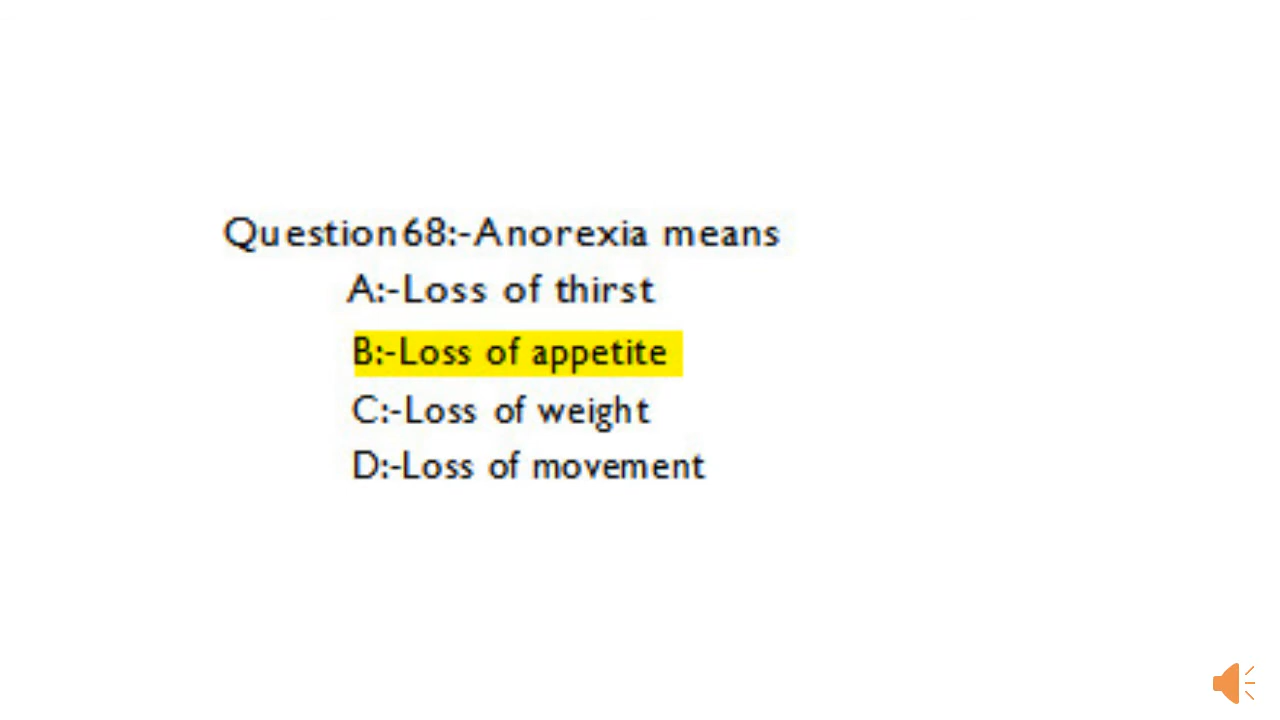 Question68:-Anorexia means
A:-Loss of thirst
B:-Loss of appetite
C:-Loss of weight
D:-Loss of movement